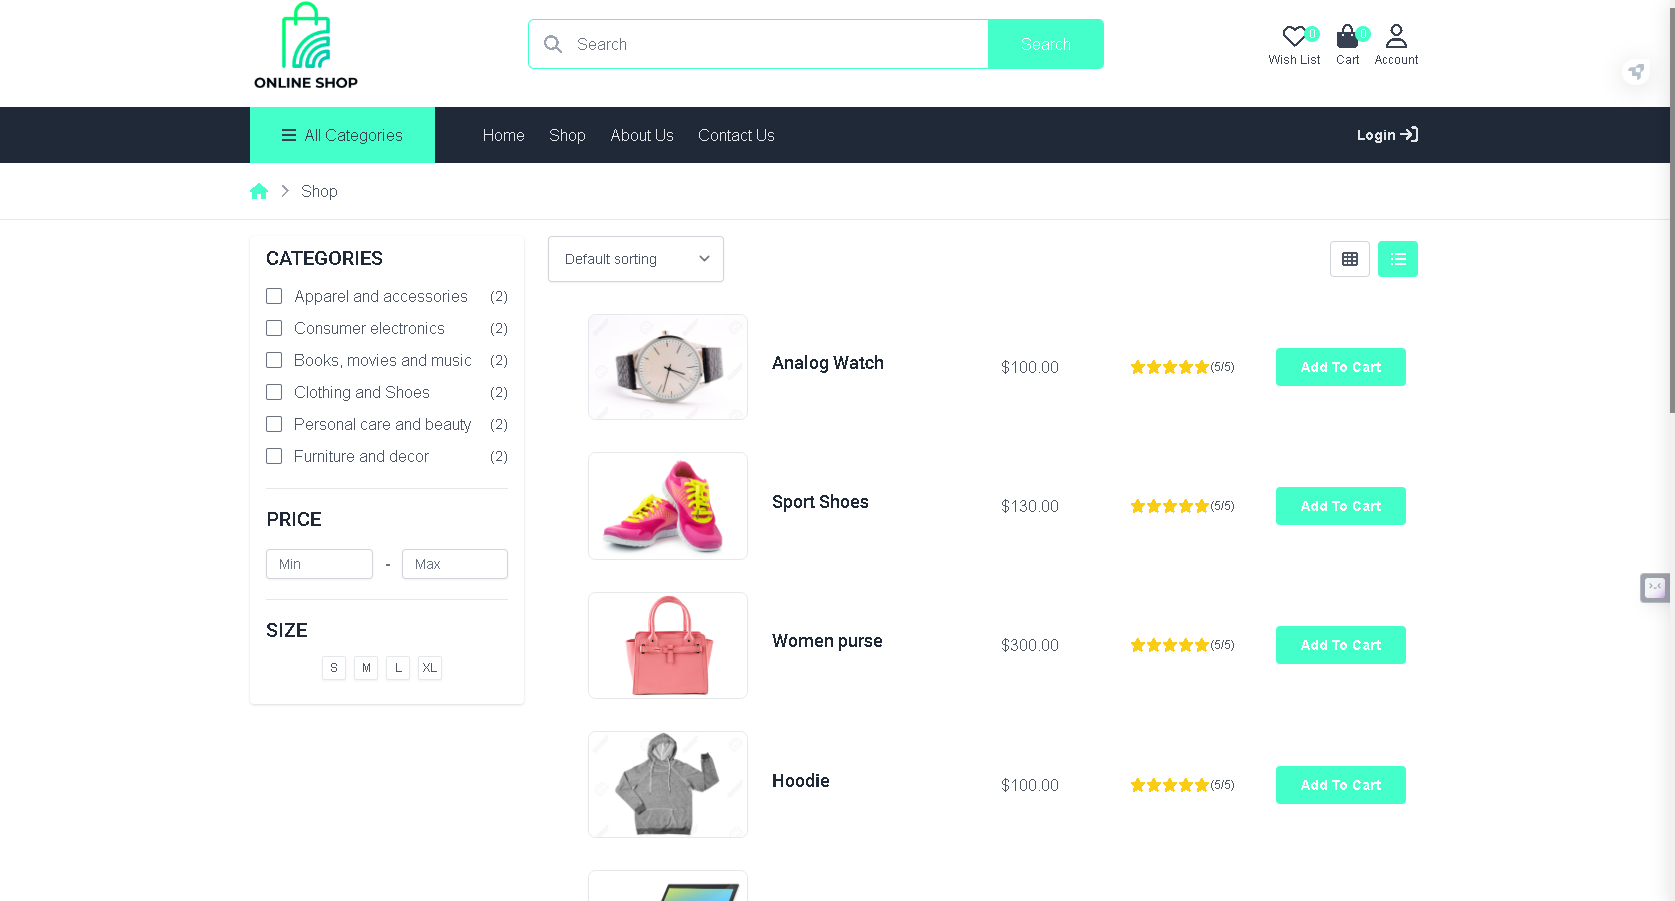 ONLINE SHOP
Search
Search
0
Wish List
0
Cart
Account
All Categories
Home
Shop
About Us
Contact Us
Login
Shop
CATEGORIES
Apparel and accessories (2)
Consumer electronics (2)
Books, movies and music (2)
Clothing and Shoes (2)
Personal care and beauty (2)
Furniture and decor (2)
PRICE
Min - Max
SIZE
S M L XL
Default sorting
Analog Watch $100.00 (5/5) Add To Cart
Sport Shoes $130.00 (5/5) Add To Cart
Women purse $300.00 (5/5) Add To Cart
Hoodie $100.00 (5/5) Add To Cart